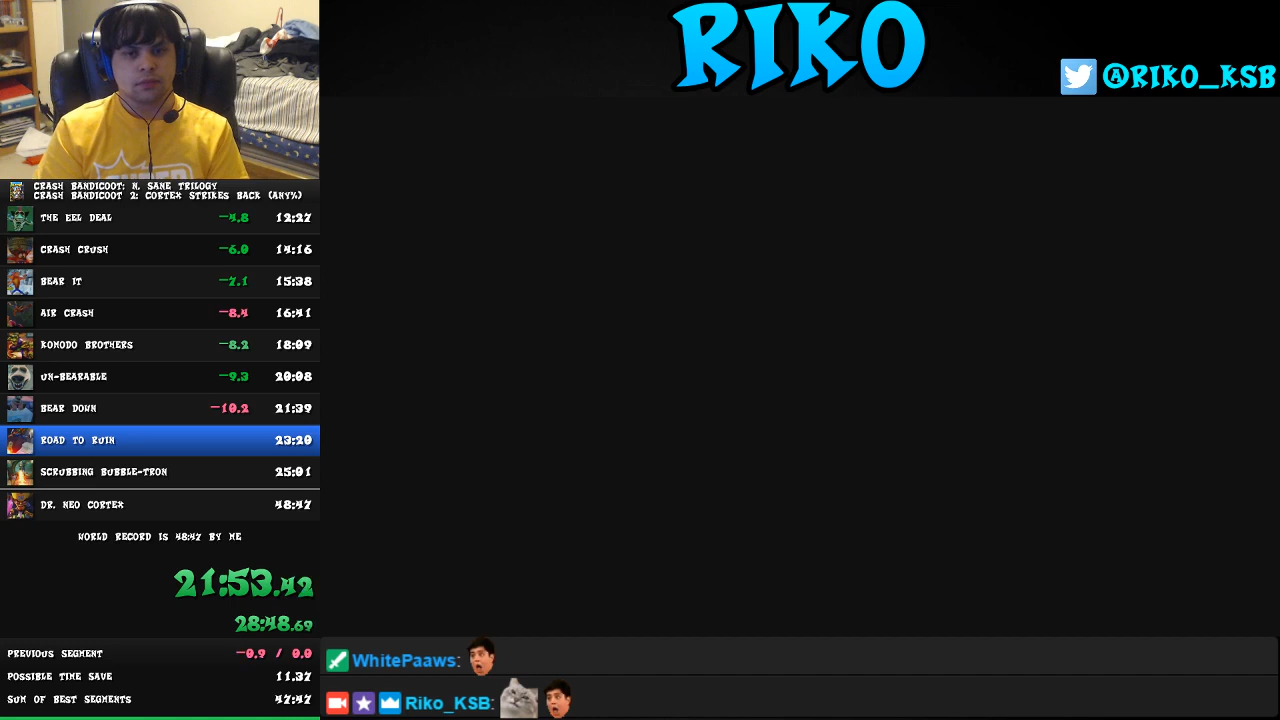 RIKO
@RIKO_KSB
CRASH BANDICOOT: N. SANE TRILOGY
CRASH BANDICOOT 2: CORTEX STRIKES BACK (ANY%)
THE EEL DEAL −4.8 12:27
CRASH CRUSH −6.0 14:16
BEAR IT −7.1 15:38
AIR CRASH −8.4 16:41
KOMODO BROTHERS −8.2 18:09
UN-BEARABLE −9.3 20:08
BEAR DOWN −10.2 21:39
ROAD TO RUIN 23:20
SCRUBBING BUBBLE-TRON 25:01
DR. NEO CORTEX 48:47
WORLD RECORD IS 48:47 BY ME
21:53.42
28:48.69
PREVIOUS SEGMENT −0.9 / 0.0
POSSIBLE TIME SAVE 11.37
SUM OF BEST SEGMENTS 47:47
WhitePaaws:
Riko_KSB: